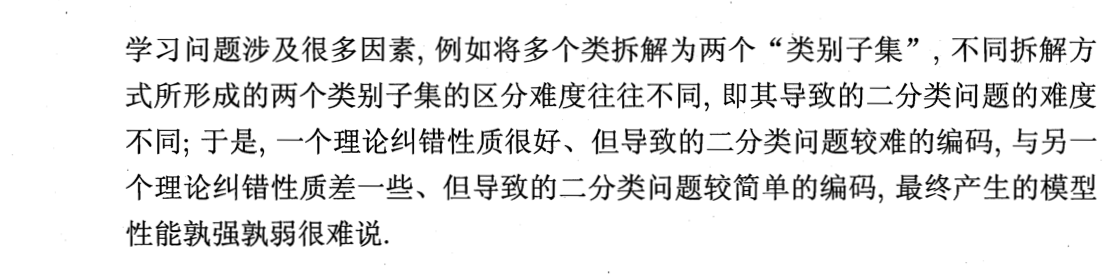 学习问题涉及很多因素, 例如将多个类拆解为两个“类别子集”, 不同拆解方
式所形成的两个类别子集的区分难度往往不同, 即其导致的二分类问题的难度
不同; 于是, 一个理论纠错性质很好、但导致的二分类问题较难的编码, 与另一
个理论纠错性质差一些、但导致的二分类问题较简单的编码, 最终产生的模型
性能孰强孰弱很难说.